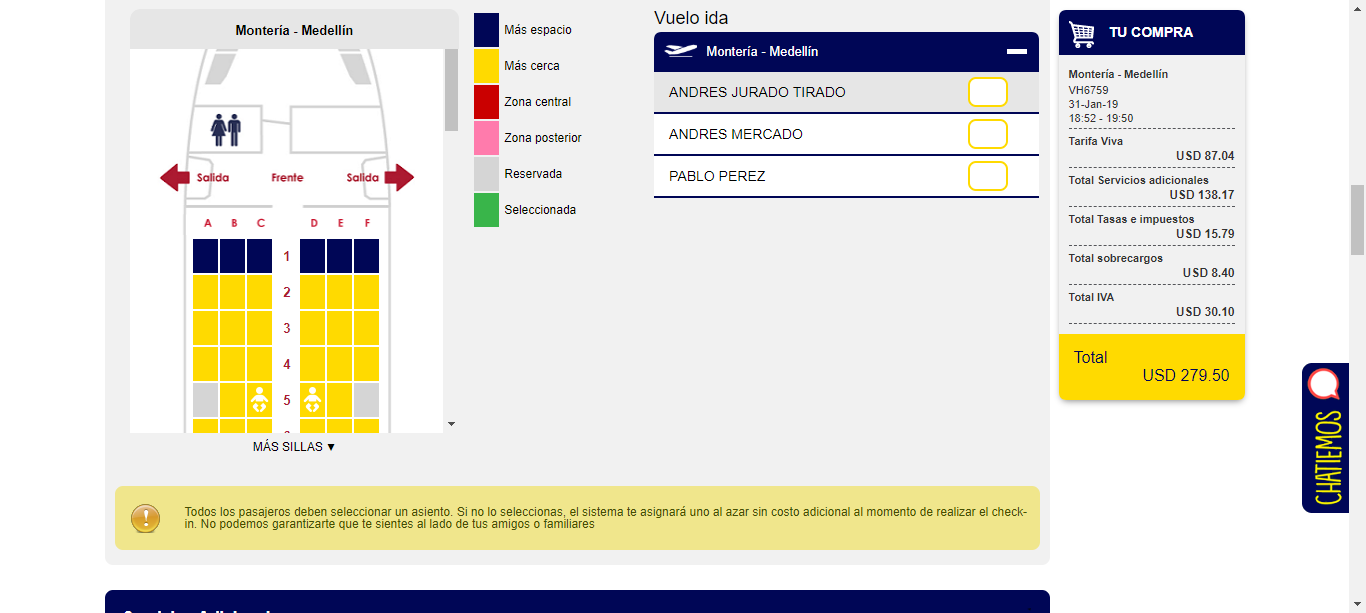 Montería - Medellín
Salida
Frente
Salida
A B C D E F
1
2
3
4
5
MÁS SILLAS ▼
Más espacio
Más cerca
Zona central
Zona posterior
Reservada
Seleccionada
Vuelo ida
Montería - Medellín
ANDRES JURADO TIRADO
ANDRES MERCADO
PABLO PEREZ
Todos los pasajeros deben seleccionar un asiento. Si no lo seleccionas, el sistema te asignará uno al azar sin costo adicional al momento de realizar el check-
in. No podemos garantizarte que te sientes al lado de tus amigos o familiares
TU COMPRA
Montería - Medellín
VH6759
31-Jan-19
18:52 - 19:50
Tarifa Viva
USD 87.04
Total Servicios adicionales
USD 138.17
Total Tasas e impuestos
USD 15.79
Total sobrecargos
USD 8.40
Total IVA
USD 30.10
Total
USD 279.50
CHATIEMOS